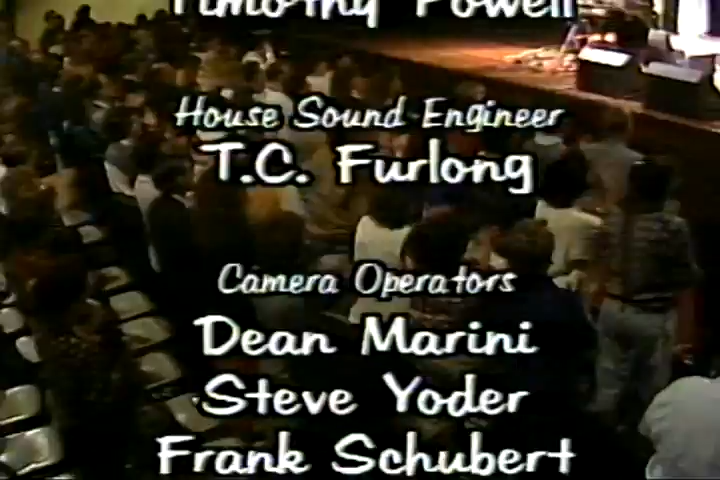 Timothy Powell
House Sound Engineer
T.C. Furlong
Camera Operators
Dean Marini
Steve Yoder
Frank Schubert